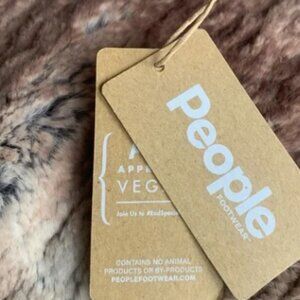 People
FOOTWEAR
APP
VEG
Join Us to
CONTAINS NO ANIMAL
PRODUCTS OR BY-PRODUCTS
PEOPLEFOOTWEAR.COM